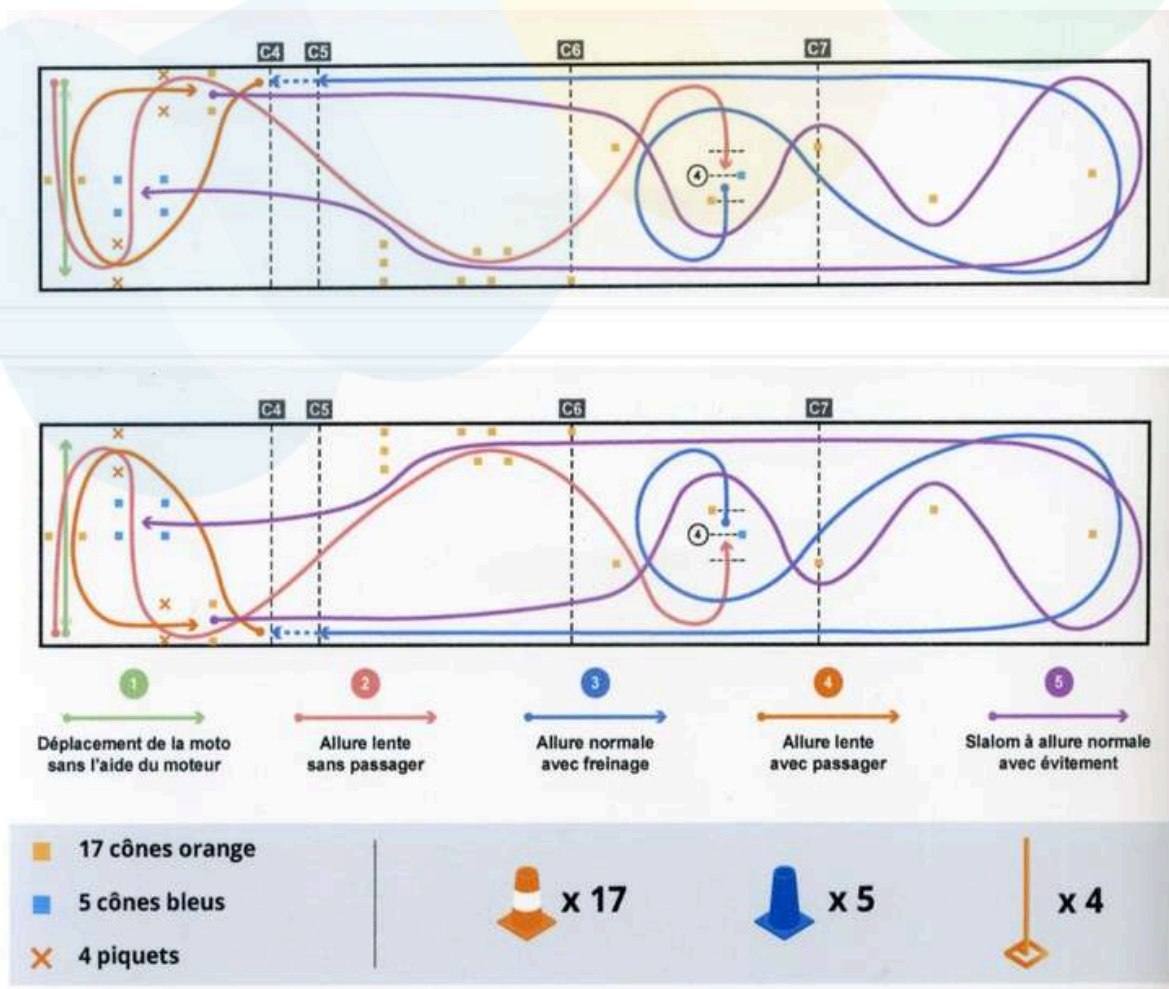 C4 C5 C6 C7
4
C4 C5 C6 C7
4
1 2 3 4 5
Déplacement de la moto
sans l'aide du moteur
Allure lente
sans passager
Allure normale
avec freinage
Allure lente
avec passager
Slalom à allure normale
avec évitement
17 cônes orange
5 cônes bleus
4 piquets
x 17
x 5
x 4